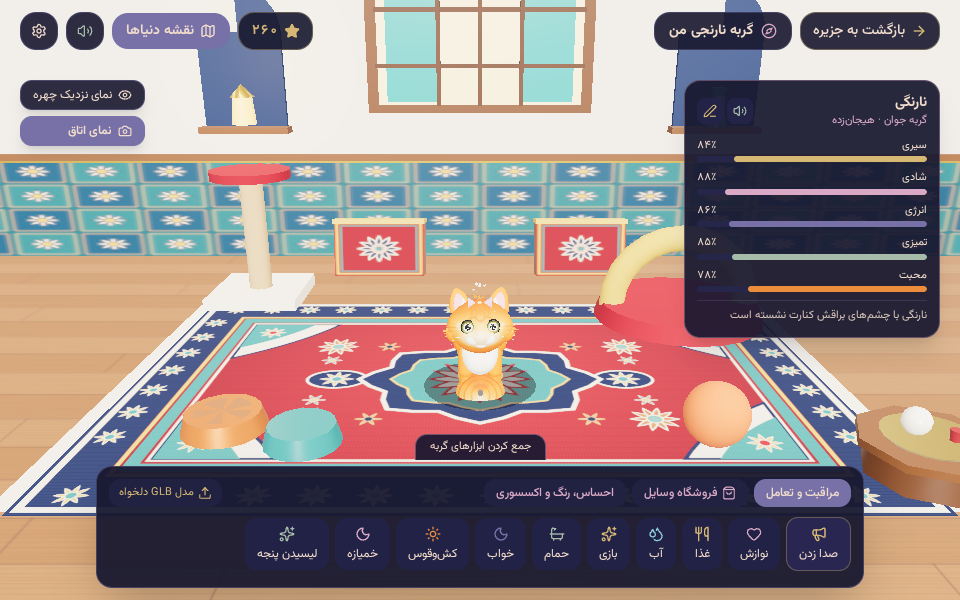 بازگشت به جزیره
گربه نارنجی من
۲۶۰
نقشه دنیاها
نمای نزدیک چهره
نمای اتاق
نارنگی
گربه جوان · هیجان‌زده
سیری ۸۴٪
شادی ۸۸٪
انرژی ۸۶٪
تمیزی ۸۵٪
محبت ۷۸٪
نارنگی با چشم‌های براقش کنارت نشسته است
جمع کردن ابزارهای گربه
مراقبت و تعامل
فروشگاه وسایل
احساس، رنگ و اکسسوری
مدل GLB دلخواه
صدا زدن
نوازش
غذا
آب
بازی
حمام
خواب
کش‌وقوس
خمیازه
لیسیدن پنجه